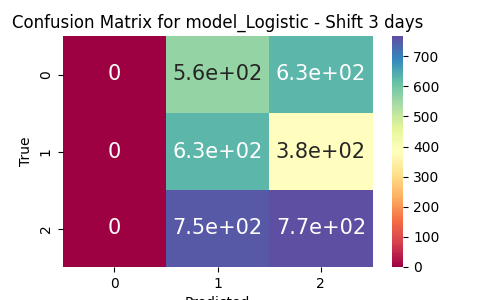 Confusion Matrix for model_Logistic - Shift 3 days
0 0 5.6e+02 6.3e+02
1 0 6.3e+02 3.8e+02
2 0 7.5e+02 7.7e+02
0 1 2
True
Predicted
700
600
500
400
300
200
100
0